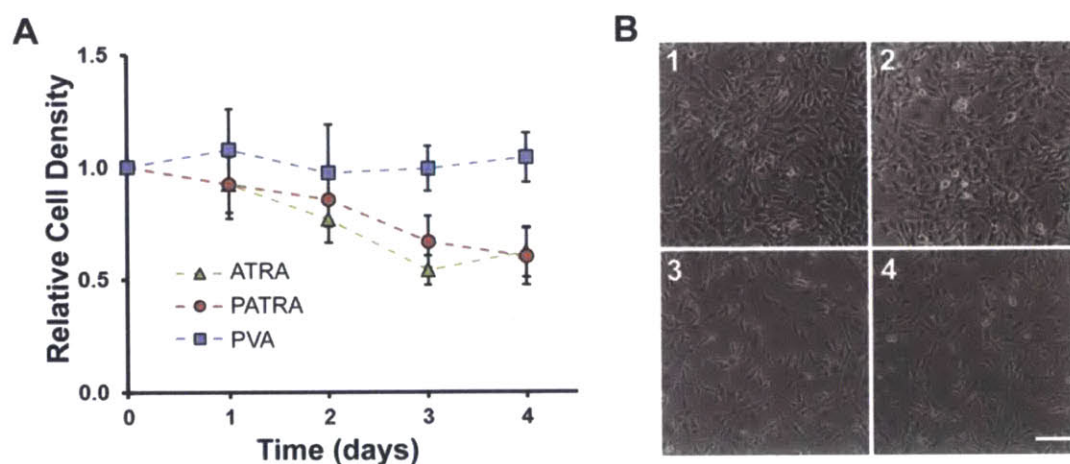 A
Relative Cell Density
1.5
1.0
0.5
0.0
0 1 2 3 4
Time (days)
ATRA
PATRA
PVA
B
1
2
3
4